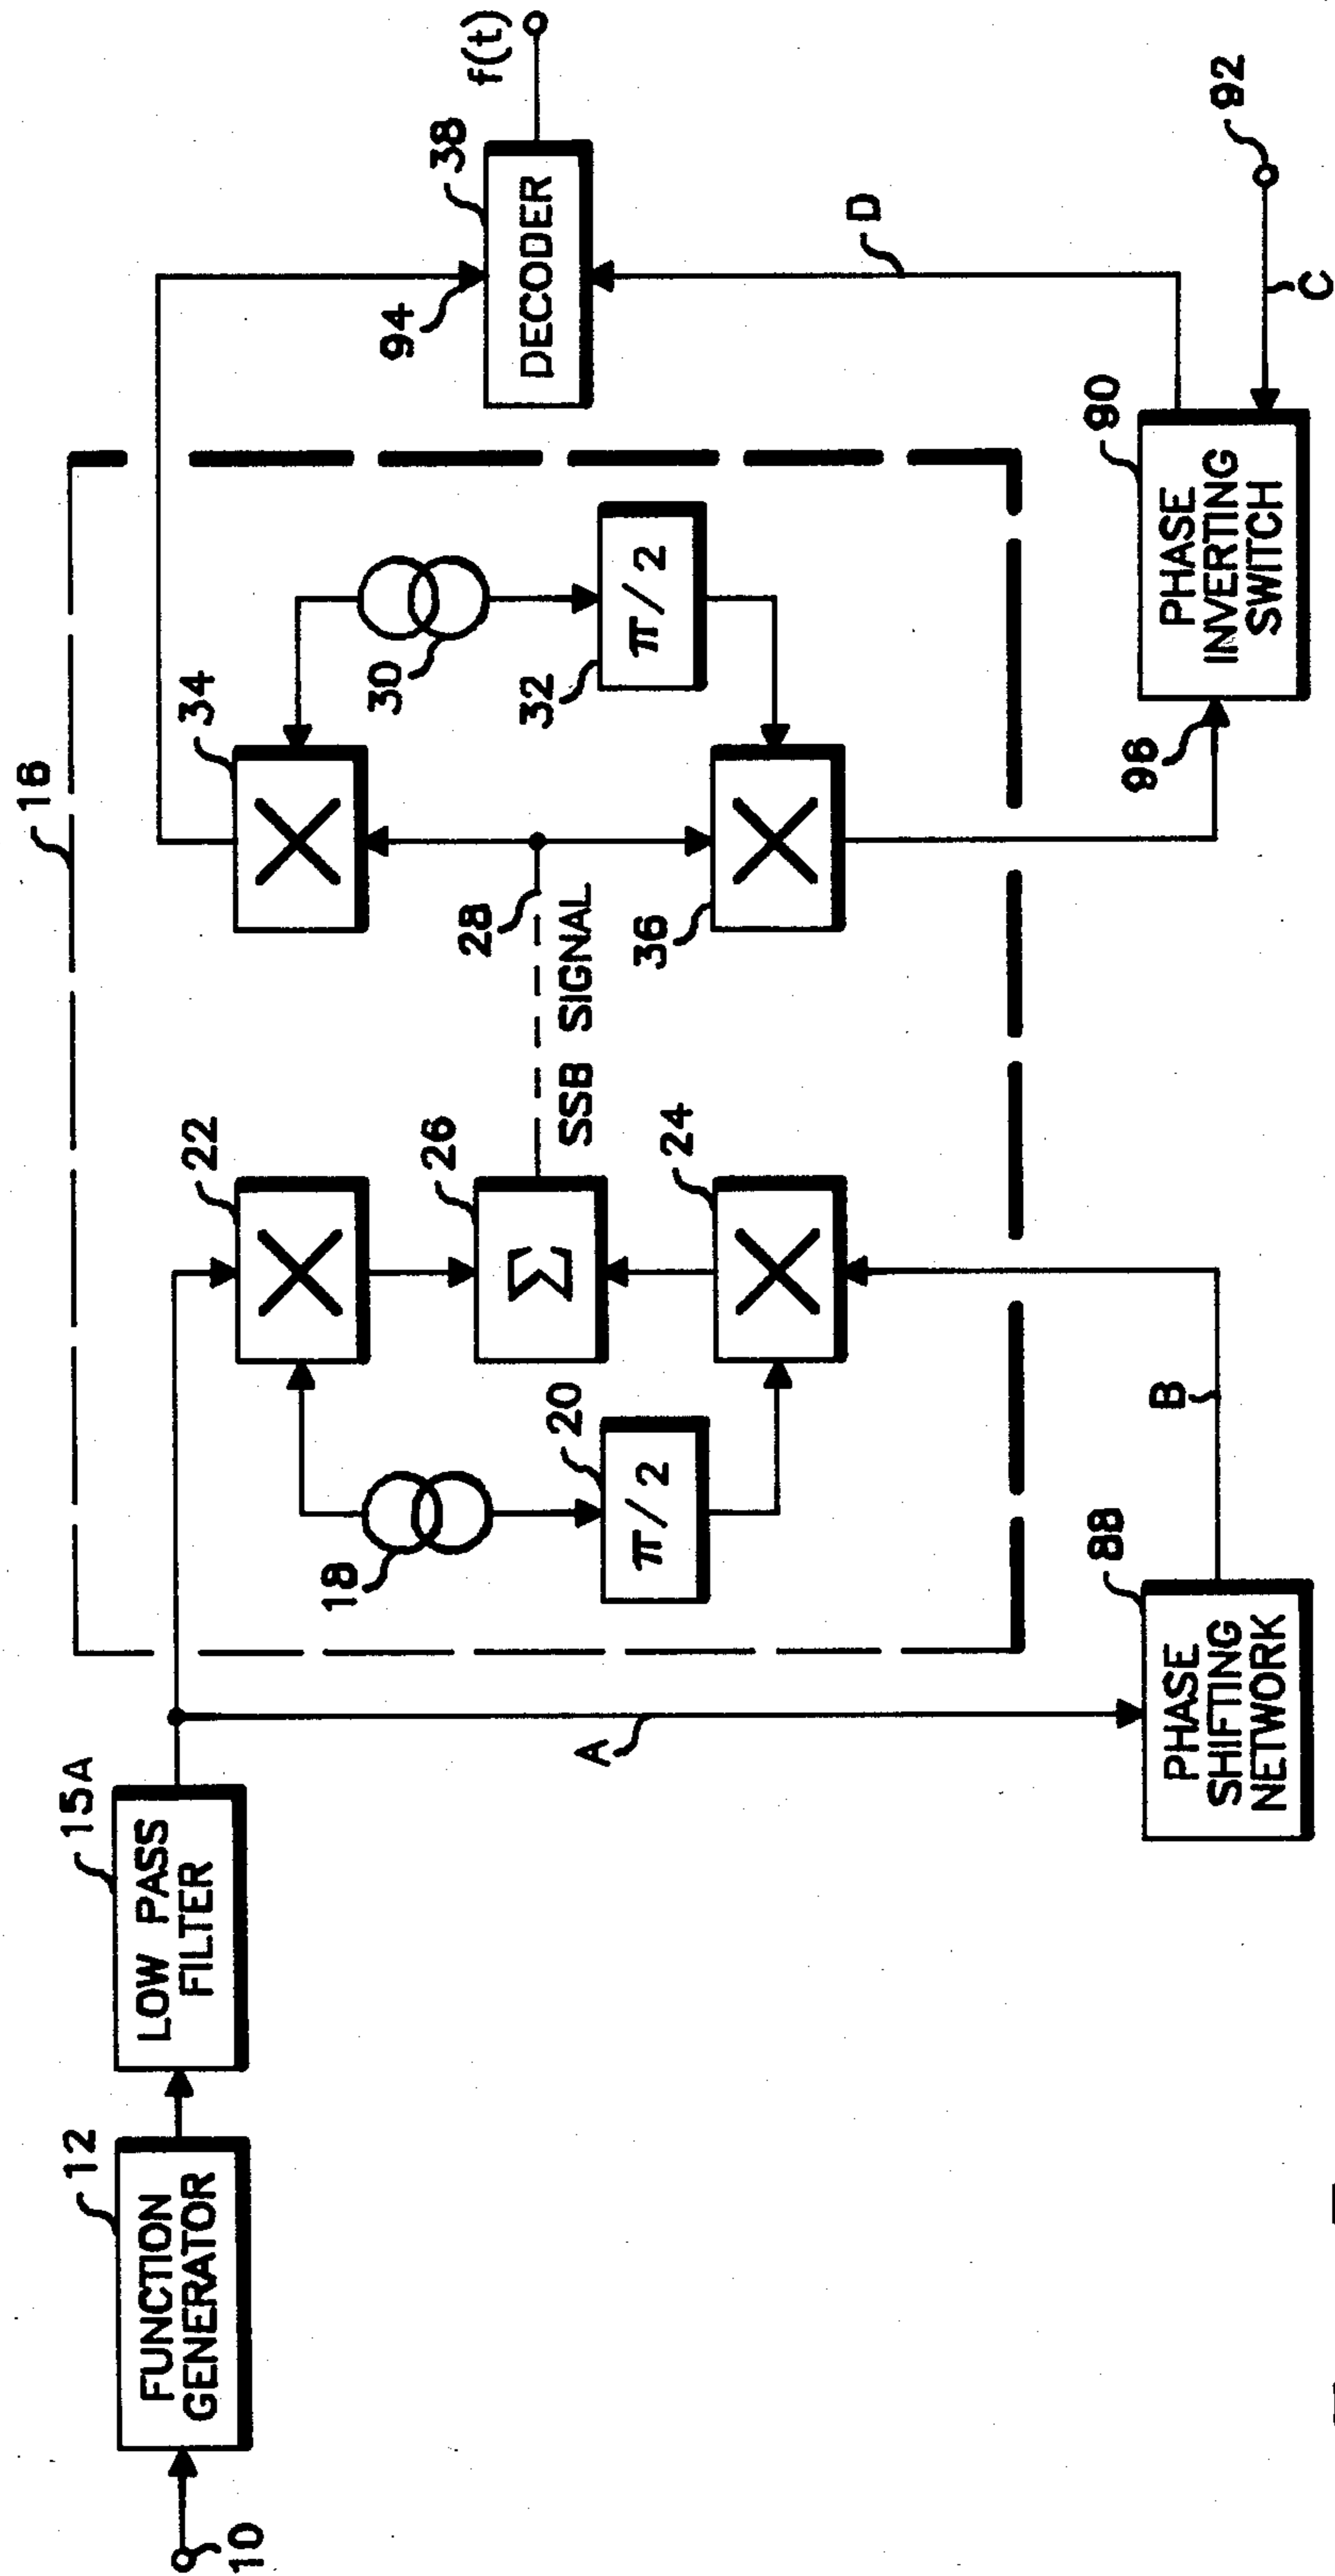 10
12
FUNCTION
GENERATOR
15A
LOW PASS
FILTER
A
88
PHASE
SHIFTING
NETWORK
B
16
18
20
π/2
22
X
26
Σ
24
X
SSB SIGNAL
28
34
X
36
X
30
32
π/2
94
38
DECODER
f(t)
D
96
90
PHASE
INVERTING
SWITCH
C
92